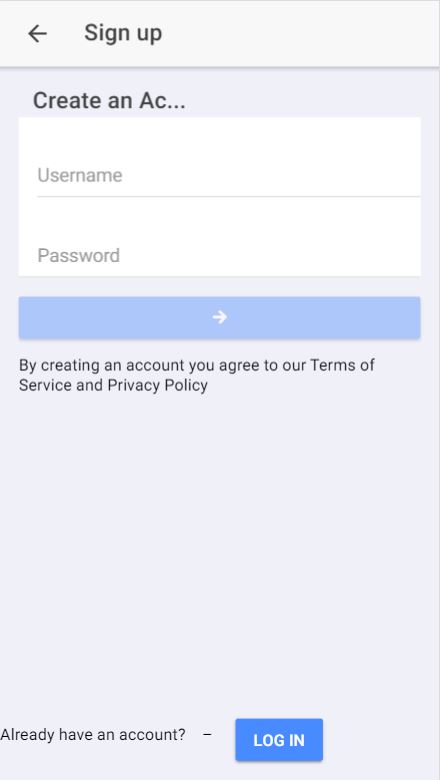 Sign up
Create an Ac...
Username
Password
By creating an account you agree to our Terms of
Service and Privacy Policy
Already have an account? –
LOG IN